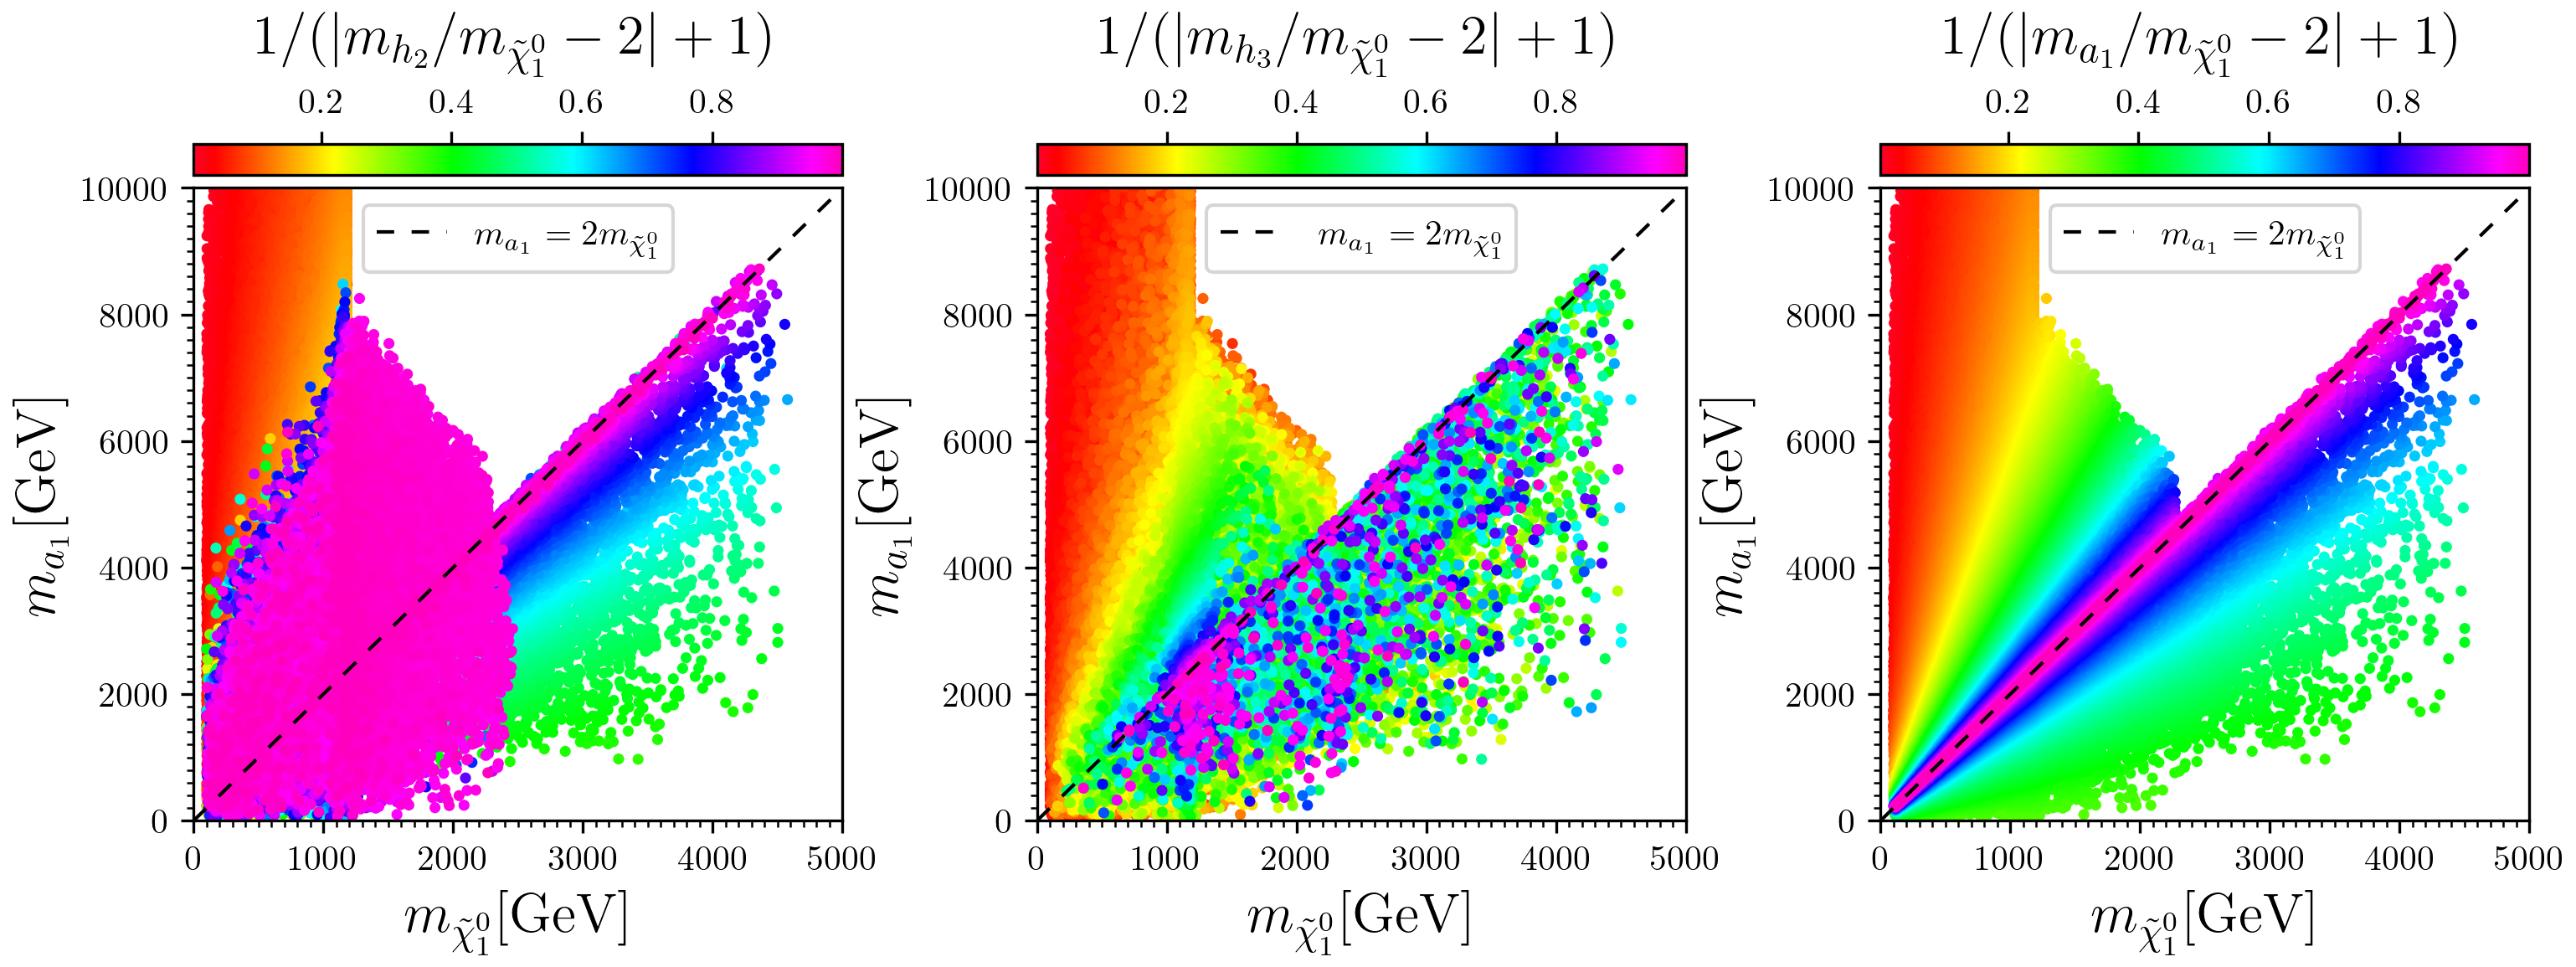 1/(|m_{h_2}/m_{\tilde{\chi}_1^0} − 2| + 1)
0.2 0.4 0.6 0.8
10000
8000
6000
4000
2000
0
m_{a_1}[GeV]
m_{a_1} = 2m_{\tilde{\chi}_1^0}
0 1000 2000 3000 4000 5000
m_{\tilde{\chi}_1^0}[GeV]
1/(|m_{h_3}/m_{\tilde{\chi}_1^0} − 2| + 1)
0.2 0.4 0.6 0.8
10000
8000
6000
4000
2000
0
m_{a_1}[GeV]
m_{a_1} = 2m_{\tilde{\chi}_1^0}
0 1000 2000 3000 4000 5000
m_{\tilde{\chi}_1^0}[GeV]
1/(|m_{a_1}/m_{\tilde{\chi}_1^0} − 2| + 1)
0.2 0.4 0.6 0.8
10000
8000
6000
4000
2000
0
m_{a_1}[GeV]
m_{a_1} = 2m_{\tilde{\chi}_1^0}
0 1000 2000 3000 4000 5000
m_{\tilde{\chi}_1^0}[GeV]